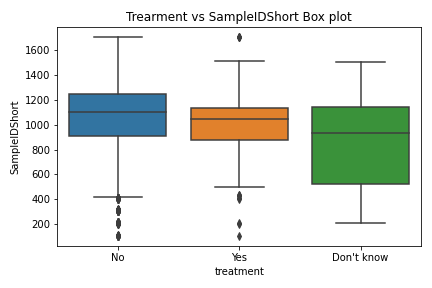 Trearment vs SampleIDShort Box plot
SampleIDShort
1600
1400
1200
1000
800
600
400
200
No Yes Don't know
treatment